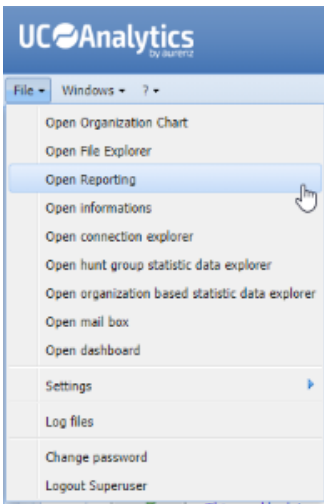 UC Analytics
by aurenz
File Windows ?
Open Organization Chart
Open File Explorer
Open Reporting
Open informations
Open connection explorer
Open hunt group statistic data explorer
Open organization based statistic data explorer
Open mail box
Open dashboard
Settings
Log files
Change password
Logout Superuser